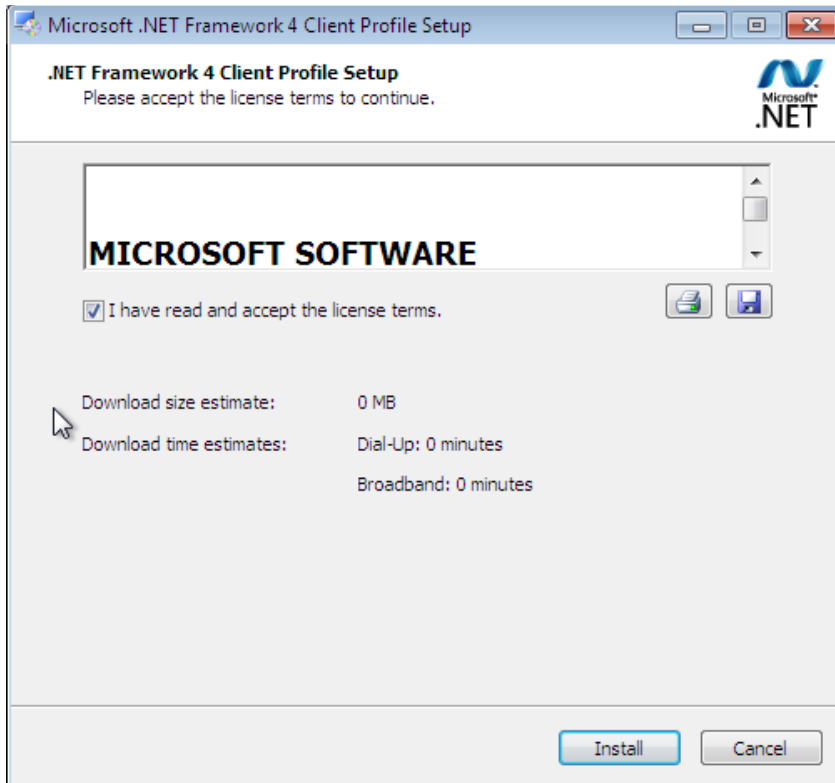 Microsoft .NET Framework 4 Client Profile Setup
.NET Framework 4 Client Profile Setup
Please accept the license terms to continue.
Microsoft®
.NET
MICROSOFT SOFTWARE
I have read and accept the license terms.
Download size estimate: 0 MB
Download time estimates: Dial-Up: 0 minutes
Broadband: 0 minutes
Install Cancel